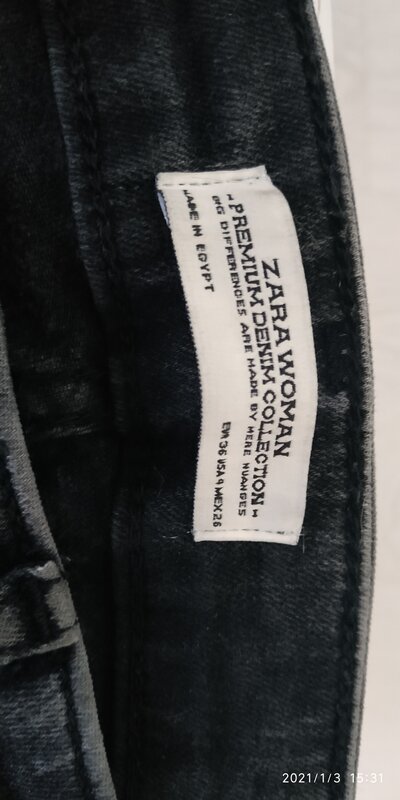 ZARA WOMAN
"PREMIUM DENIM COLLECTION"
BIG DIFFERENCES ARE MADE BY MERE NUANCES
MADE IN EGYPT
EUR 36 USA 4 MEX 26
2021/1/3 15:31